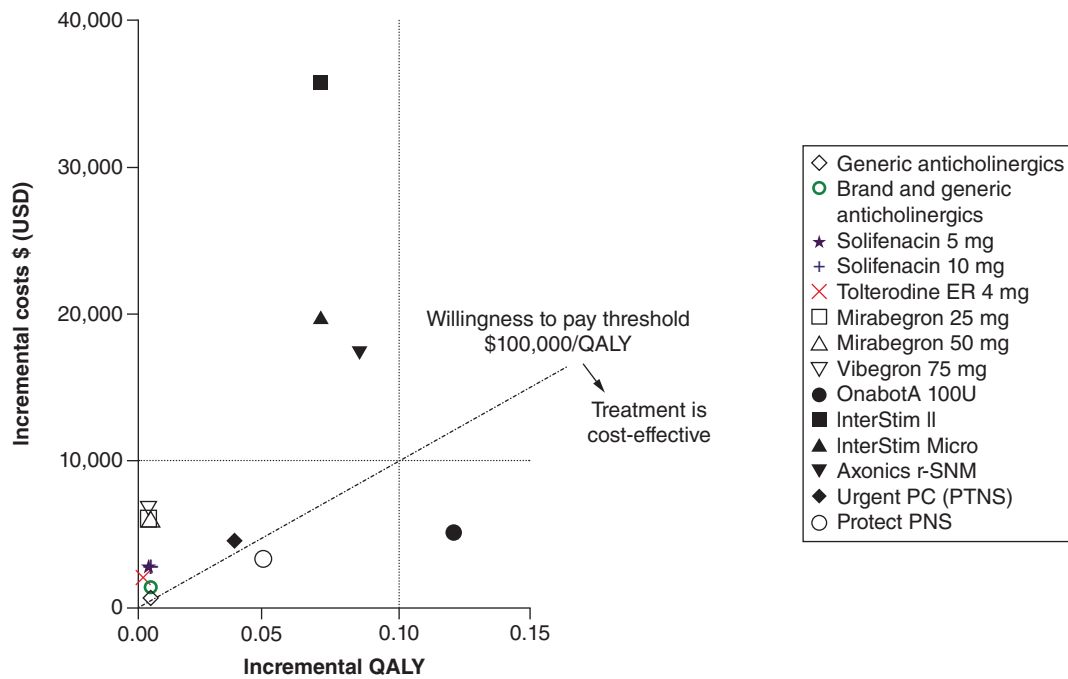 40,000
30,000
20,000
10,000
0
Incremental costs $ (USD)
0.00
0.05
0.10
0.15
Incremental QALY
Willingness to pay threshold
$100,000/QALY
Treatment is
cost-effective
Generic anticholinergics
Brand and generic
anticholinergics
Solifenacin 5 mg
Solifenacin 10 mg
Tolterodine ER 4 mg
Mirabegron 25 mg
Mirabegron 50 mg
Vibegron 75 mg
OnabotA 100U
InterStim II
InterStim Micro
Axonics r-SNM
Urgent PC (PTNS)
Protect PNS